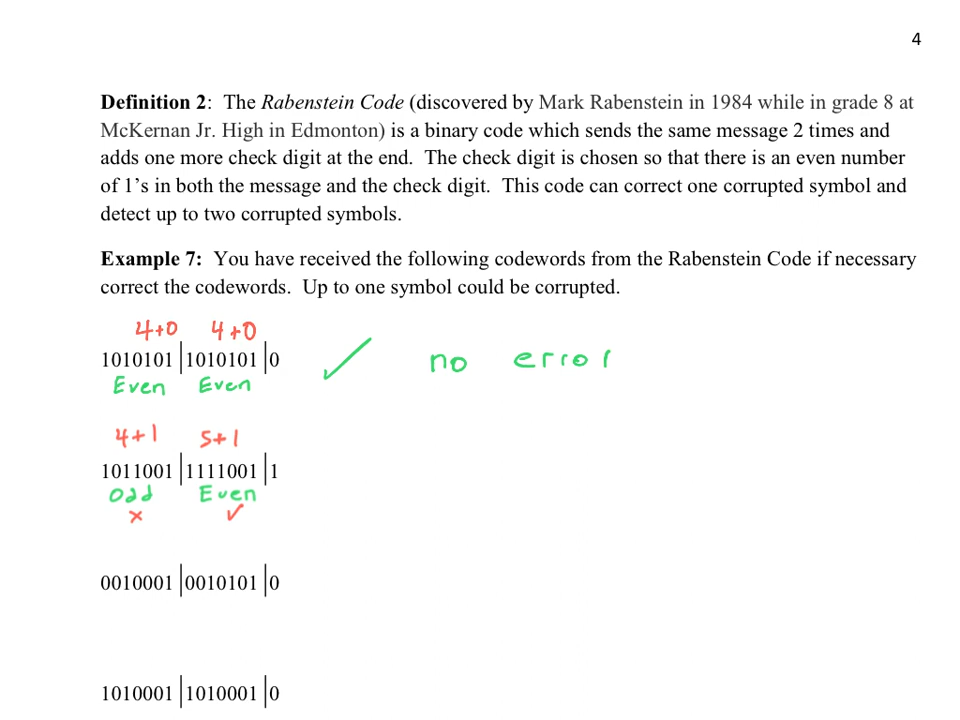 4
Definition 2: The Rabenstein Code (discovered by Mark Rabenstein in 1984 while in grade 8 at
McKernan Jr. High in Edmonton) is a binary code which sends the same message 2 times and
adds one more check digit at the end. The check digit is chosen so that there is an even number
of 1's in both the message and the check digit. This code can correct one corrupted symbol and
detect up to two corrupted symbols.
Example 7: You have received the following codewords from the Rabenstein Code if necessary
correct the codewords. Up to one symbol could be corrupted.
4+0 4+0
1010101 | 1010101 | 0 ✓ no error
Even Even
4+1 5+1
1011001 | 1111001 | 1
Odd Even
× ✓
0010001 | 0010101 | 0
1010001 | 1010001 | 0